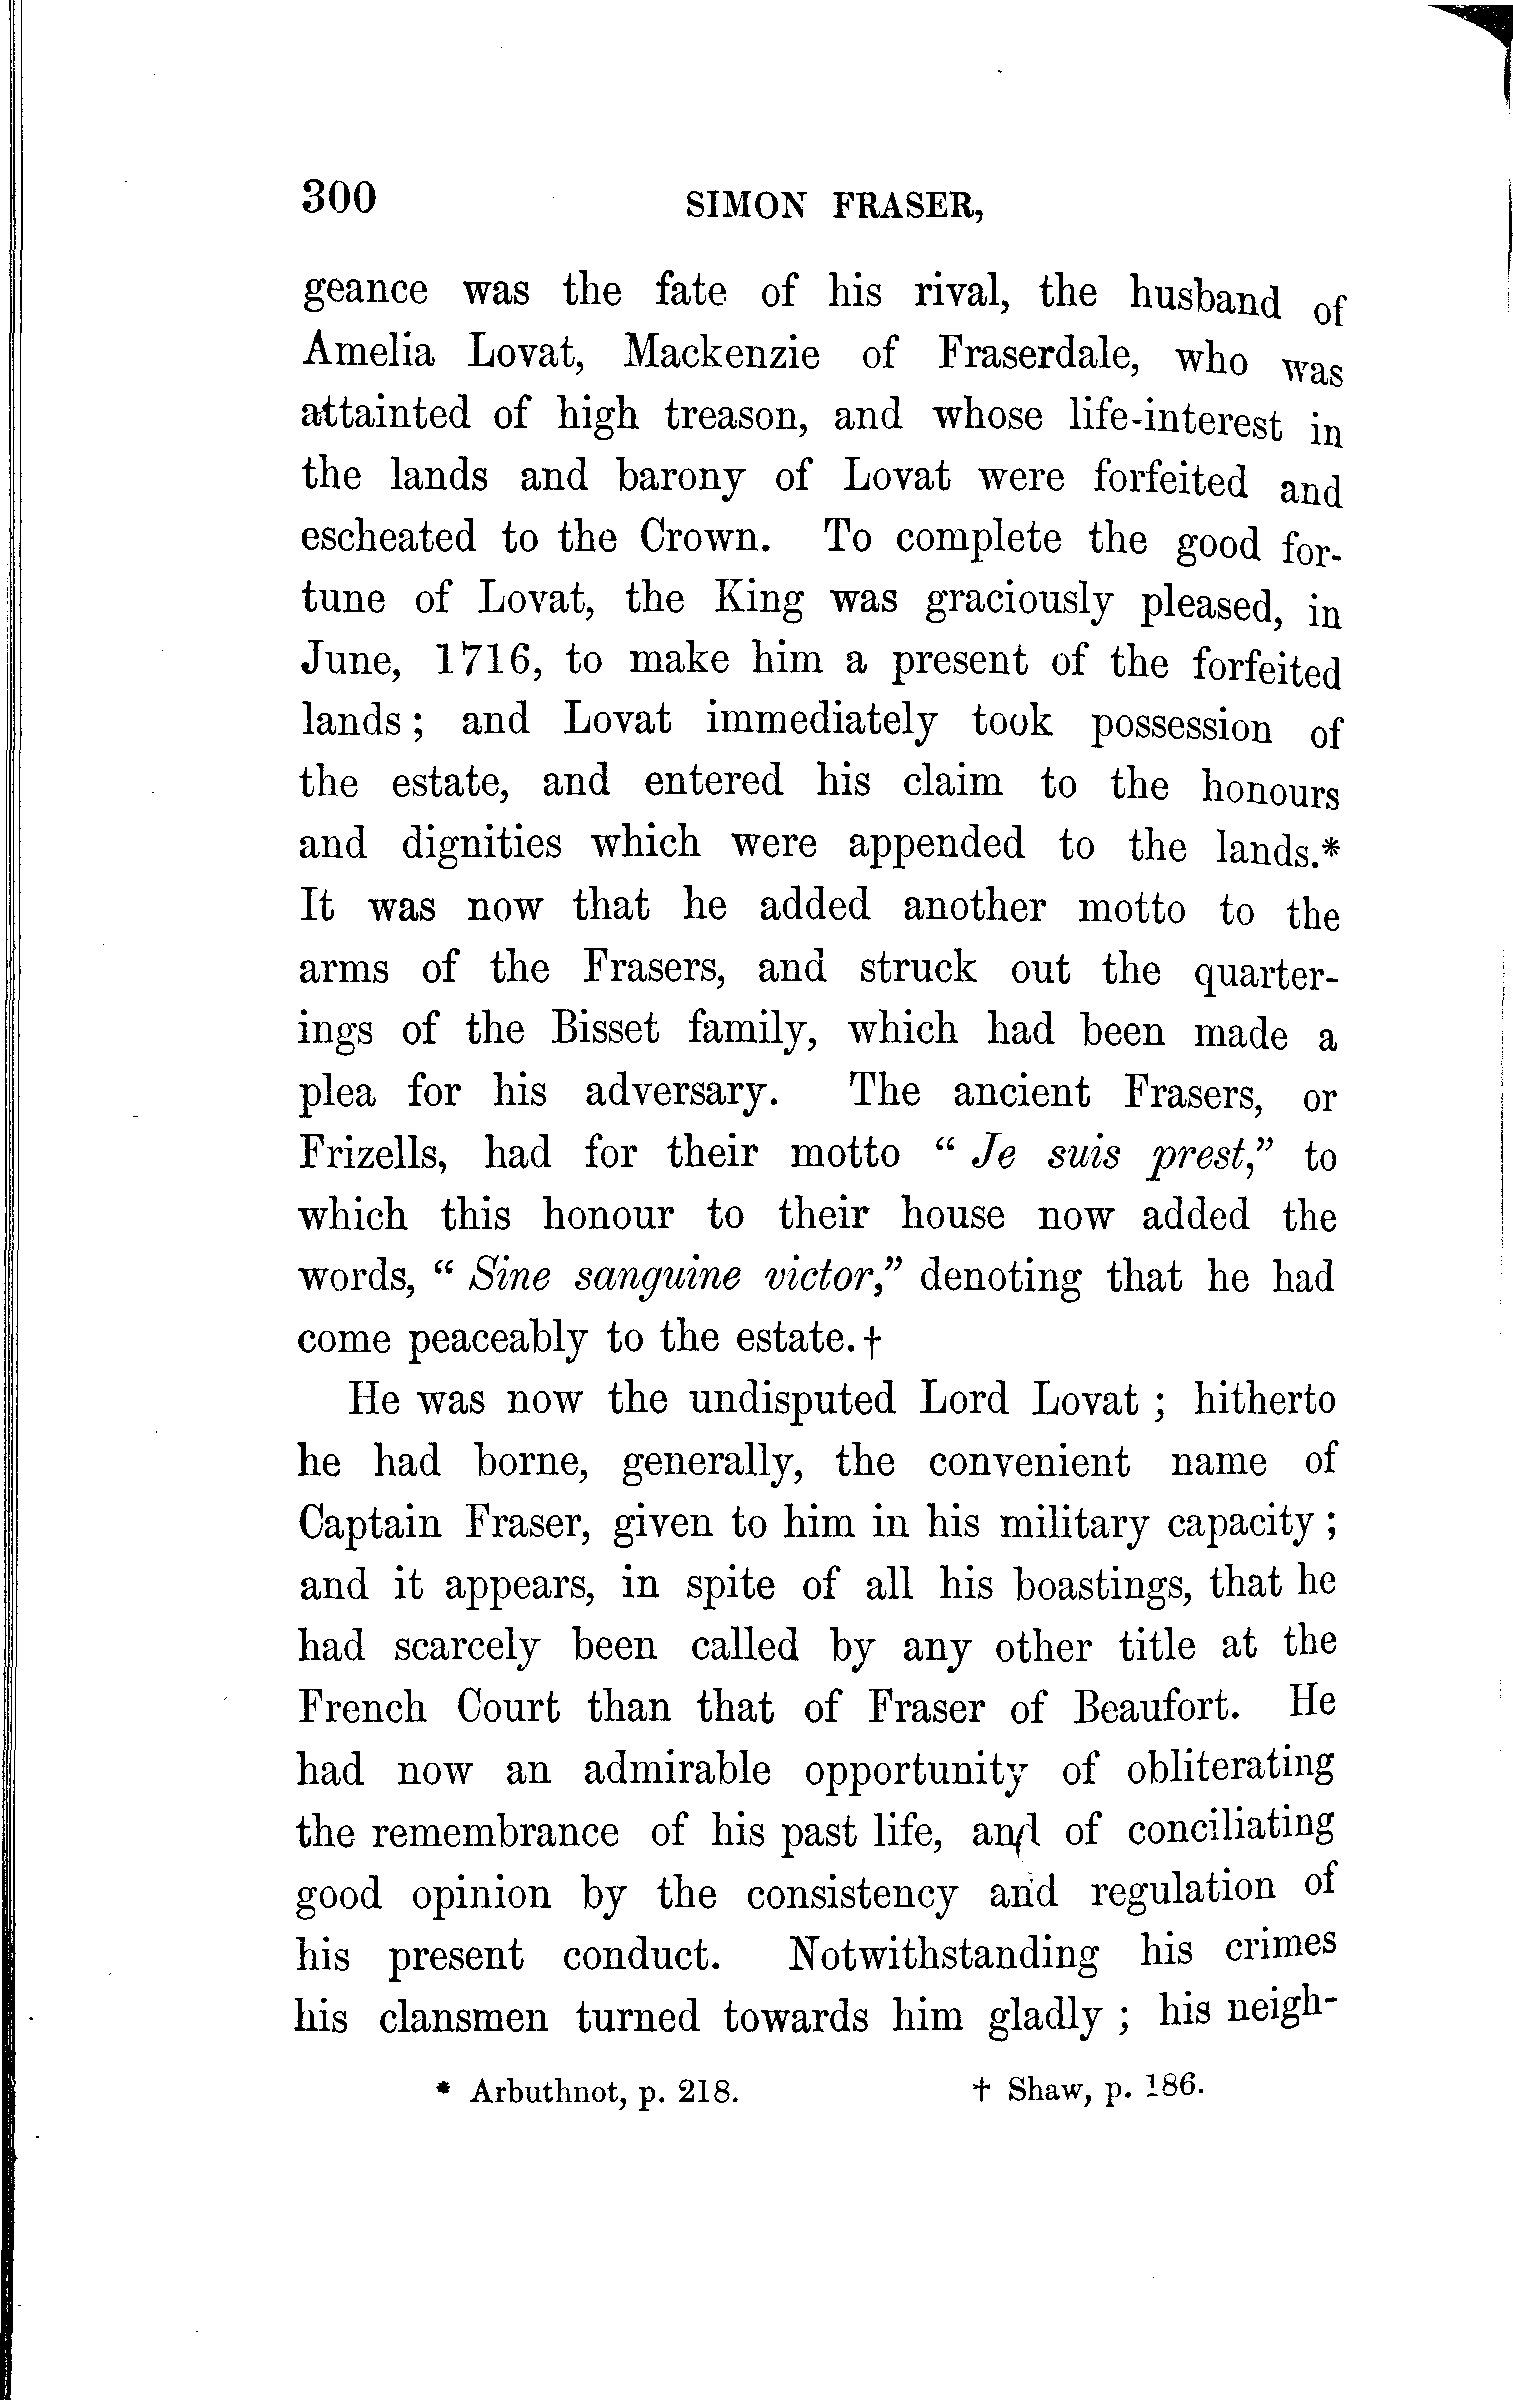 300 SIMON FRASER,
geance was the fate of his rival, the husband of
Amelia Lovat, Mackenzie of Fraserdale, who was
attainted of high treason, and whose life-interest in
the lands and barony of Lovat were forfeited and
escheated to the Crown. To complete the good for-
tune of Lovat, the King was graciously pleased, in
June, 1716, to make him a present of the forfeited
lands; and Lovat immediately took possession of
the estate, and entered his claim to the honours
and dignities which were appended to the lands.*
It was now that he added another motto to the
arms of the Frasers, and struck out the quarter-
ings of the Bisset family, which had been made a
plea for his adversary. The ancient Frasers, or
Frizells, had for their motto “Je suis prest,” to
which this honour to their house now added the
words, “Sine sanguine victor,” denoting that he had
come peaceably to the estate.†
He was now the undisputed Lord Lovat; hitherto
he had borne, generally, the convenient name of
Captain Fraser, given to him in his military capacity;
and it appears, in spite of all his boastings, that he
had scarcely been called by any other title at the
French Court than that of Fraser of Beaufort. He
had now an admirable opportunity of obliterating
the remembrance of his past life, and of conciliating
good opinion by the consistency and regulation of
his present conduct. Notwithstanding his crimes
his clansmen turned towards him gladly; his neigh-
* Arbuthnot, p. 218. † Shaw, p. 186.